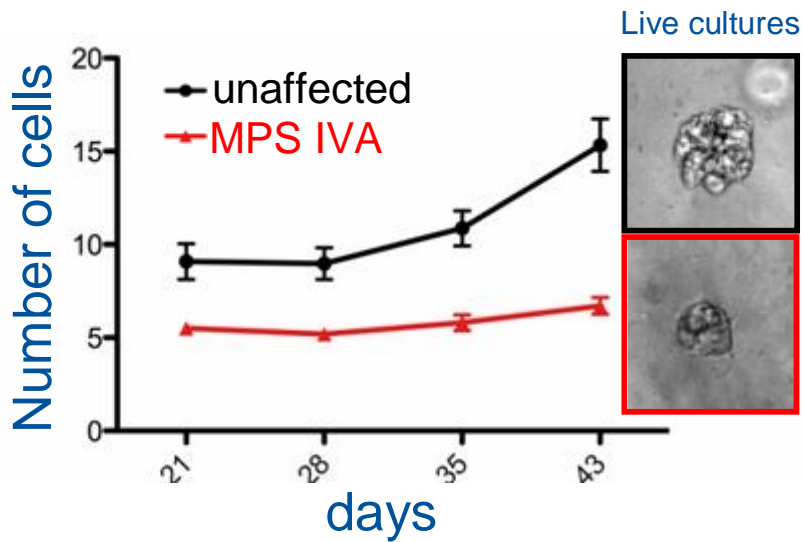 Live cultures
Number of cells
20
15
10
5
0
unaffected
MPS IVA
21
28
35
43
days